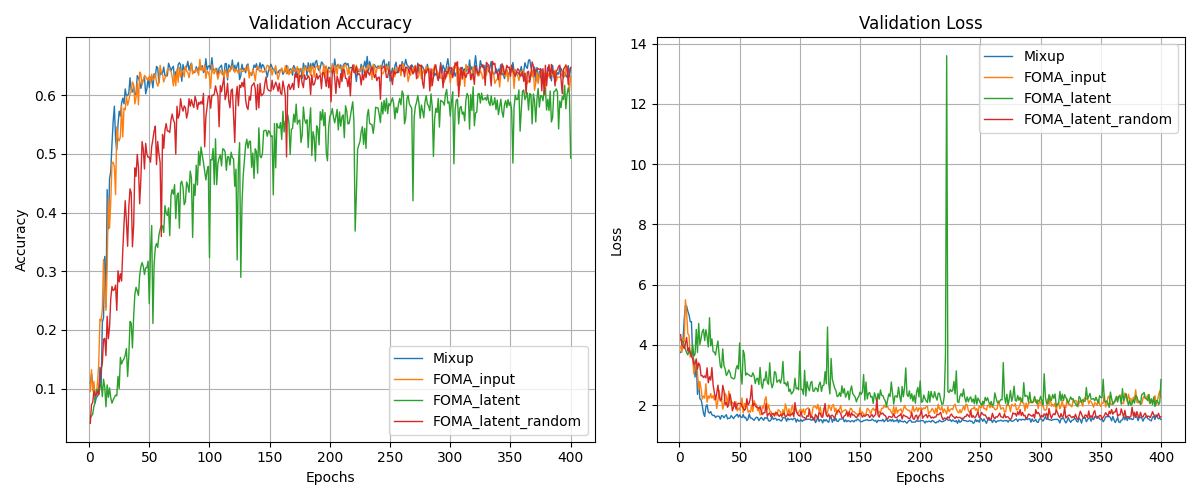 Validation Accuracy
Accuracy
0.6
0.5
0.4
0.3
0.2
0.1
0 50 100 150 200 250 300 350 400
Epochs
Mixup
FOMA_input
FOMA_latent
FOMA_latent_random
Validation Loss
Loss
14
12
10
8
6
4
2
0 50 100 150 200 250 300 350 400
Epochs
Mixup
FOMA_input
FOMA_latent
FOMA_latent_random